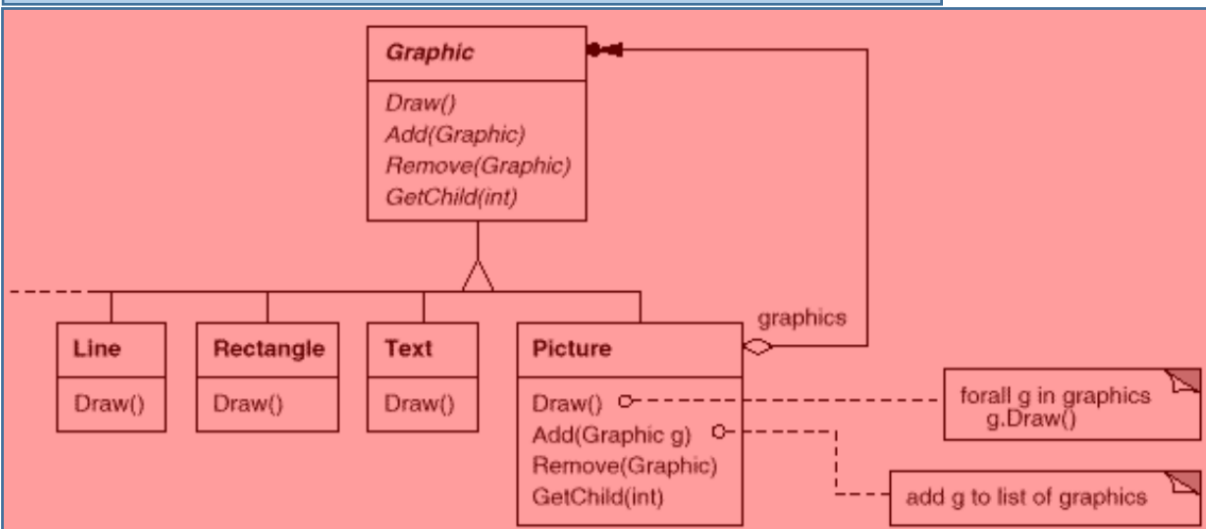 Graphic
Draw()
Add(Graphic)
Remove(Graphic)
GetChild(int)
graphics
Line
Draw()
Rectangle
Draw()
Text
Draw()
Picture
Draw()
Add(Graphic g)
Remove(Graphic)
GetChild(int)
forall g in graphics
g.Draw()
add g to list of graphics